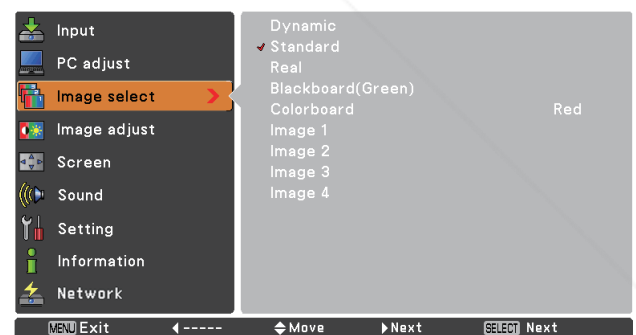 Input
PC adjust
Image select
Image adjust
Screen
Sound
Setting
Information
Network
Dynamic
Standard
Real
Blackboard(Green)
Colorboard Red
Image 1
Image 2
Image 3
Image 4
MENU Exit ----- Move Next SELECT Next